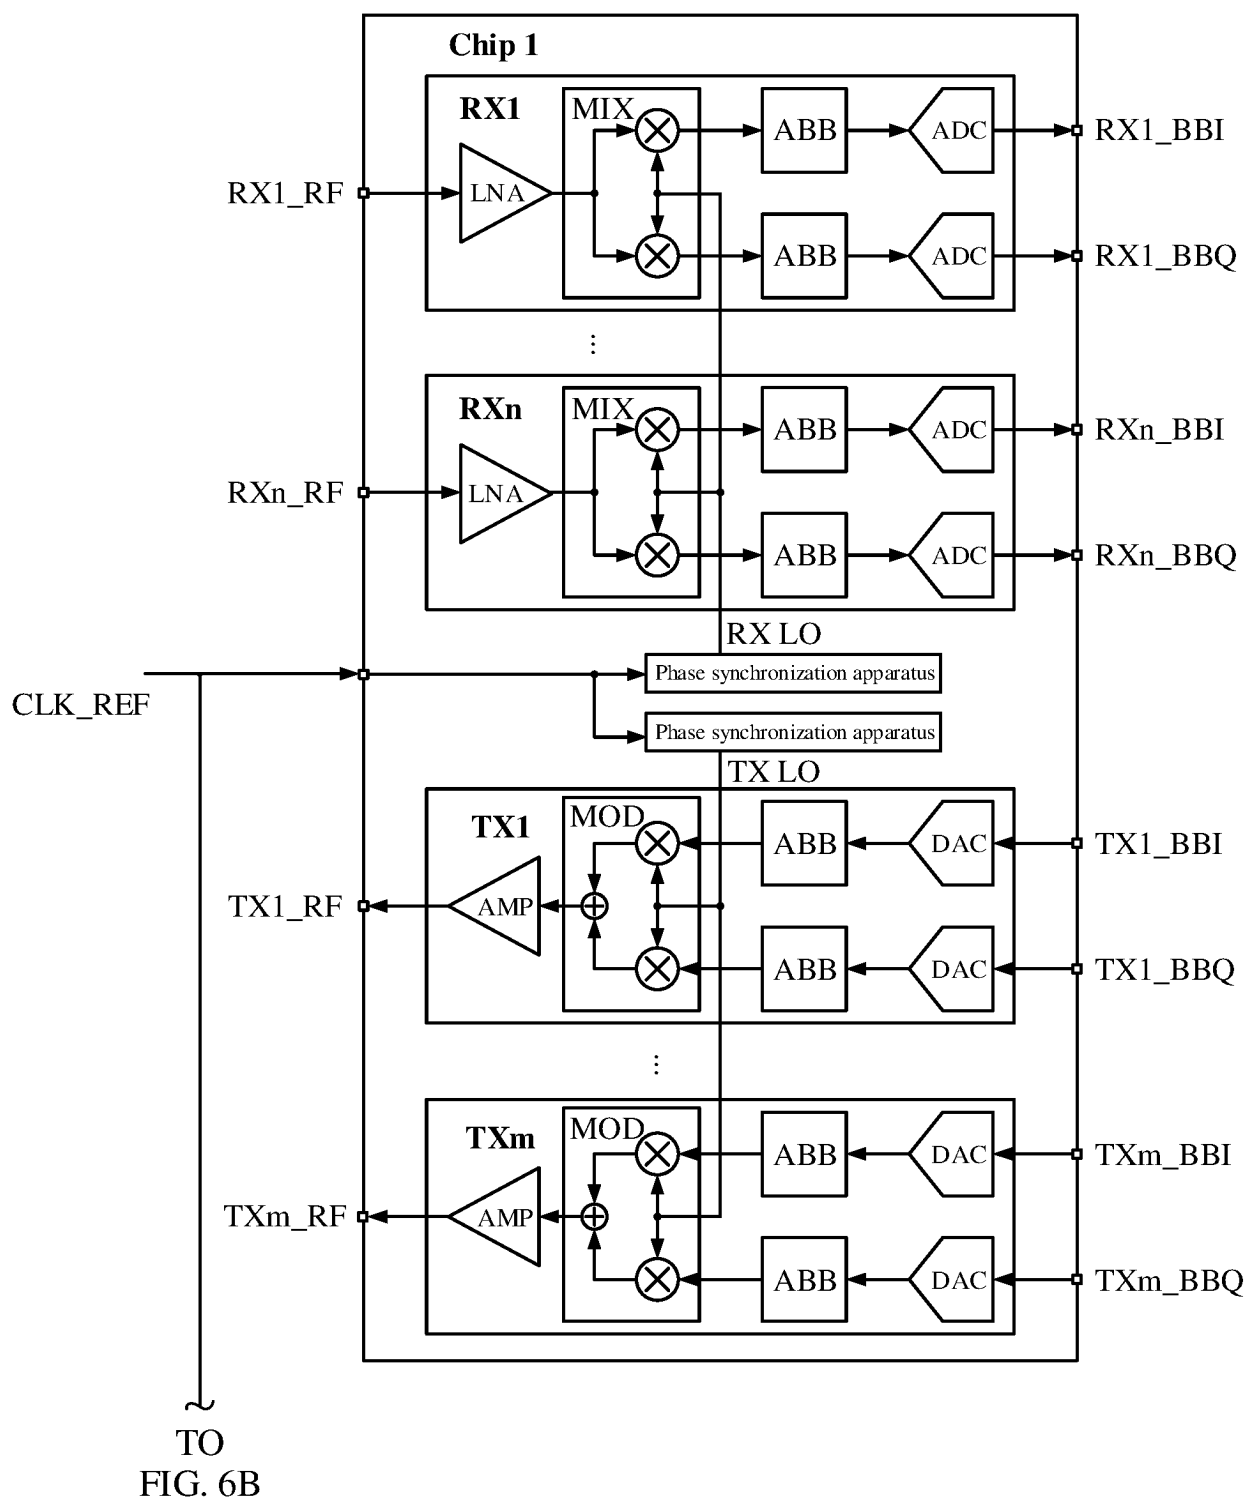 Chip 1
RX1
MIX
LNA
ABB
ADC
ABB
ADC
RX1_RF
RX1_BBI
RX1_BBQ
...
RXn
MIX
LNA
ABB
ADC
ABB
ADC
RXn_RF
RXn_BBI
RXn_BBQ
RX LO
Phase synchronization apparatus
CLK_REF
Phase synchronization apparatus
TX LO
TX1
MOD
AMP
ABB
DAC
ABB
DAC
TX1_RF
TX1_BBI
TX1_BBQ
...
TXm
MOD
AMP
ABB
DAC
ABB
DAC
TXm_RF
TXm_BBI
TXm_BBQ
TO
FIG. 6B